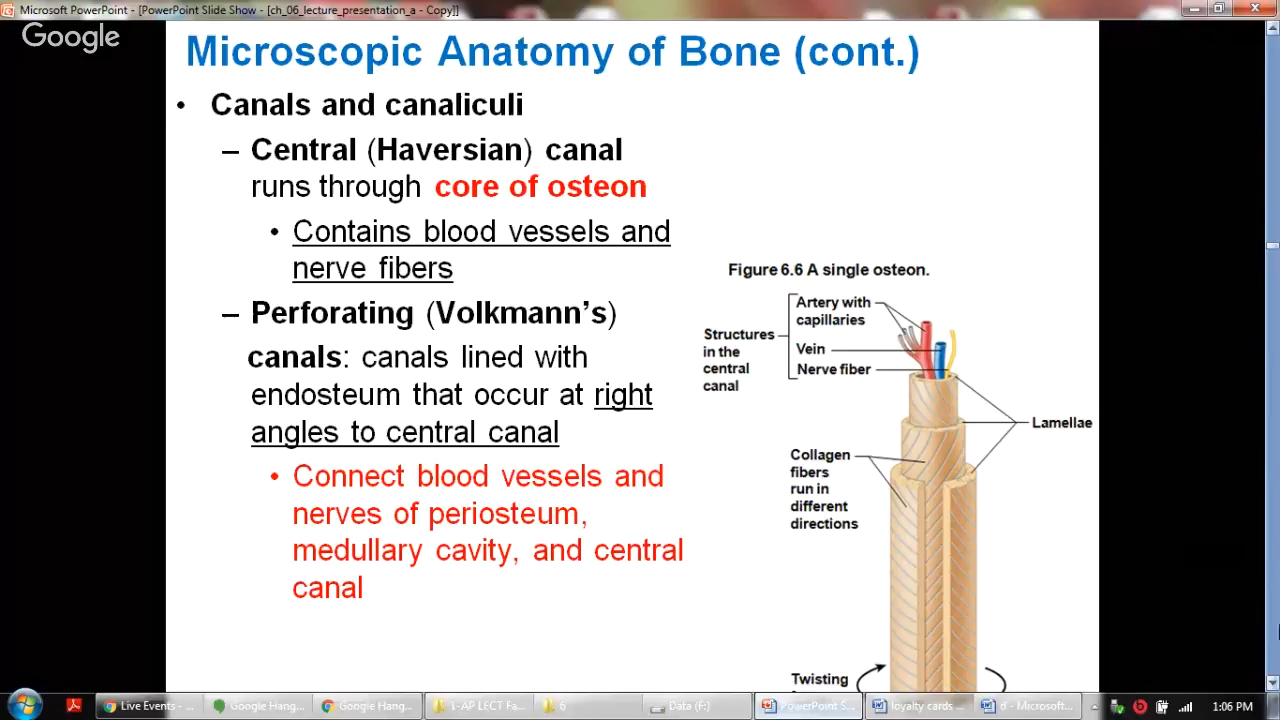 Microsoft PowerPoint - [PowerPoint Slide Show - [ch_06_lecture_presentation_a - Copy]]
Google
Microscopic Anatomy of Bone (cont.)
• Canals and canaliculi
– Central (Haversian) canal
runs through core of osteon
• Contains blood vessels and
nerve fibers
– Perforating (Volkmann's)
canals: canals lined with
endosteum that occur at right
angles to central canal
• Connect blood vessels and
nerves of periosteum,
medullary cavity, and central
canal
Figure 6.6 A single osteon.
Structures
in the
central
canal
Artery with
capillaries
Vein
Nerve fiber
Lamellae
Collagen
fibers
run in
different
directions
Twisting
Live Events - ...
Google Hang...
Google Hang...
1-AP LECT Fa...
6
Data (F:)
PowerPoint S...
loyalty cards ...
d - Microsoft...
1:06 PM